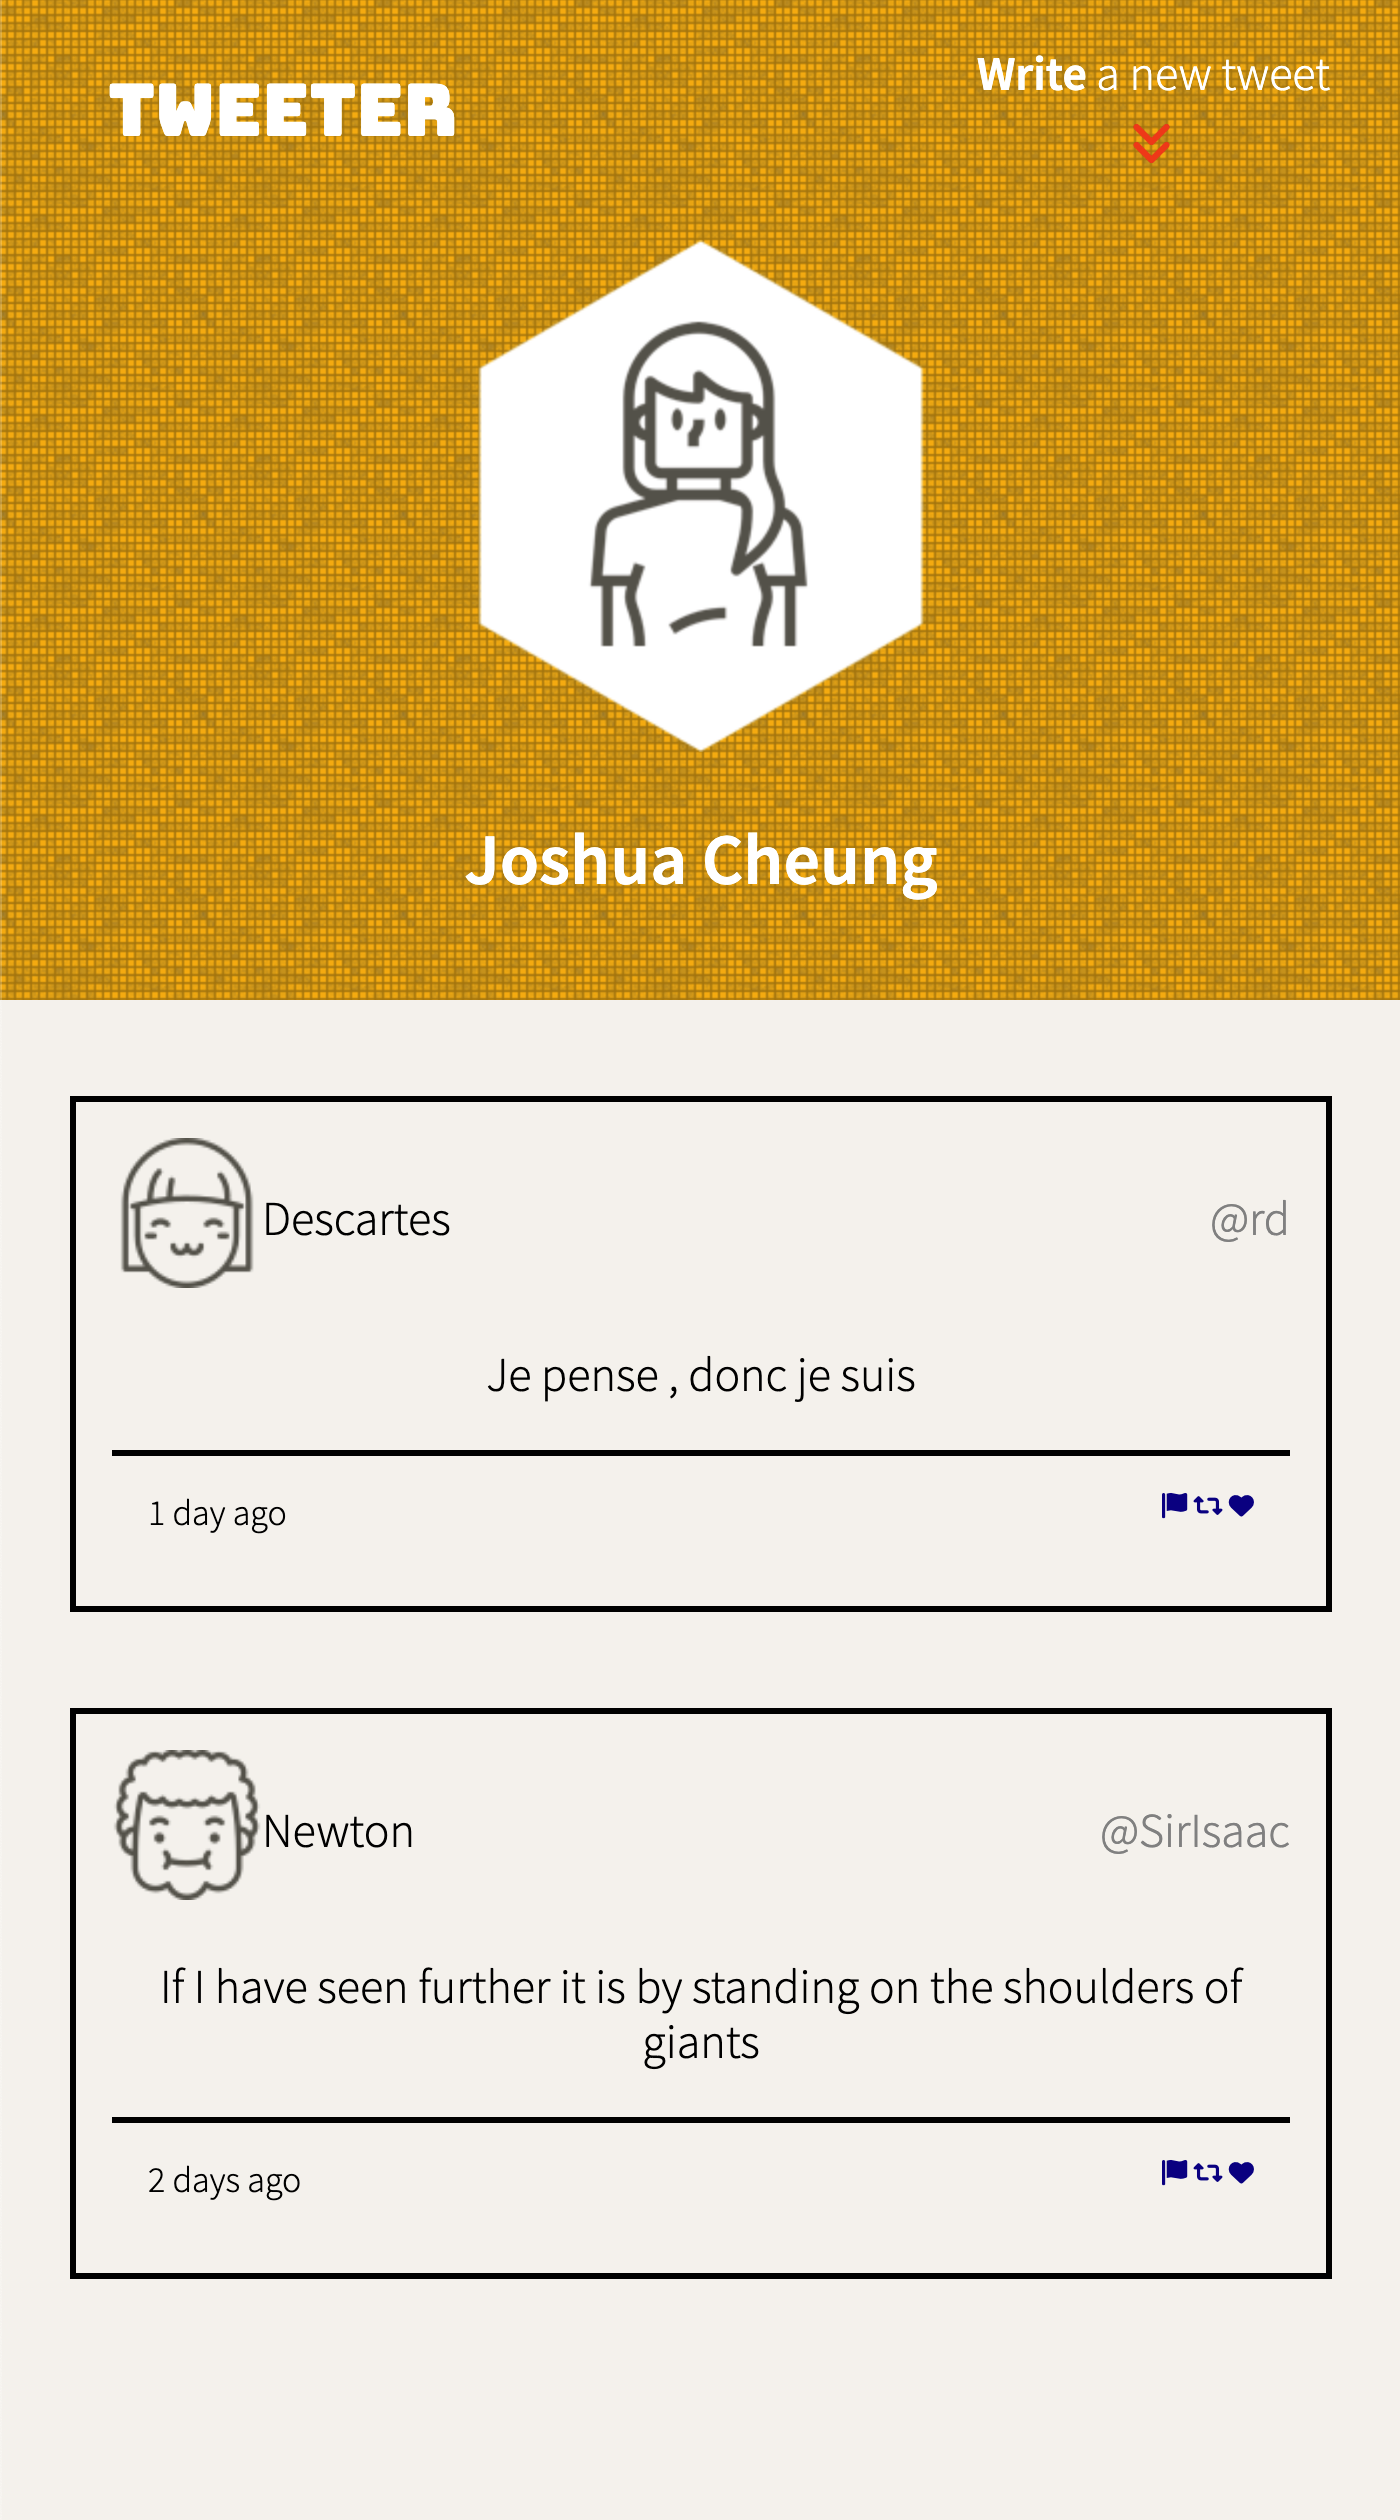 TWEETER
Write a new tweet
Joshua Cheung
Descartes
@rd
Je pense , donc je suis
1 day ago
Newton
@SirIsaac
If I have seen further it is by standing on the shoulders of
giants
2 days ago